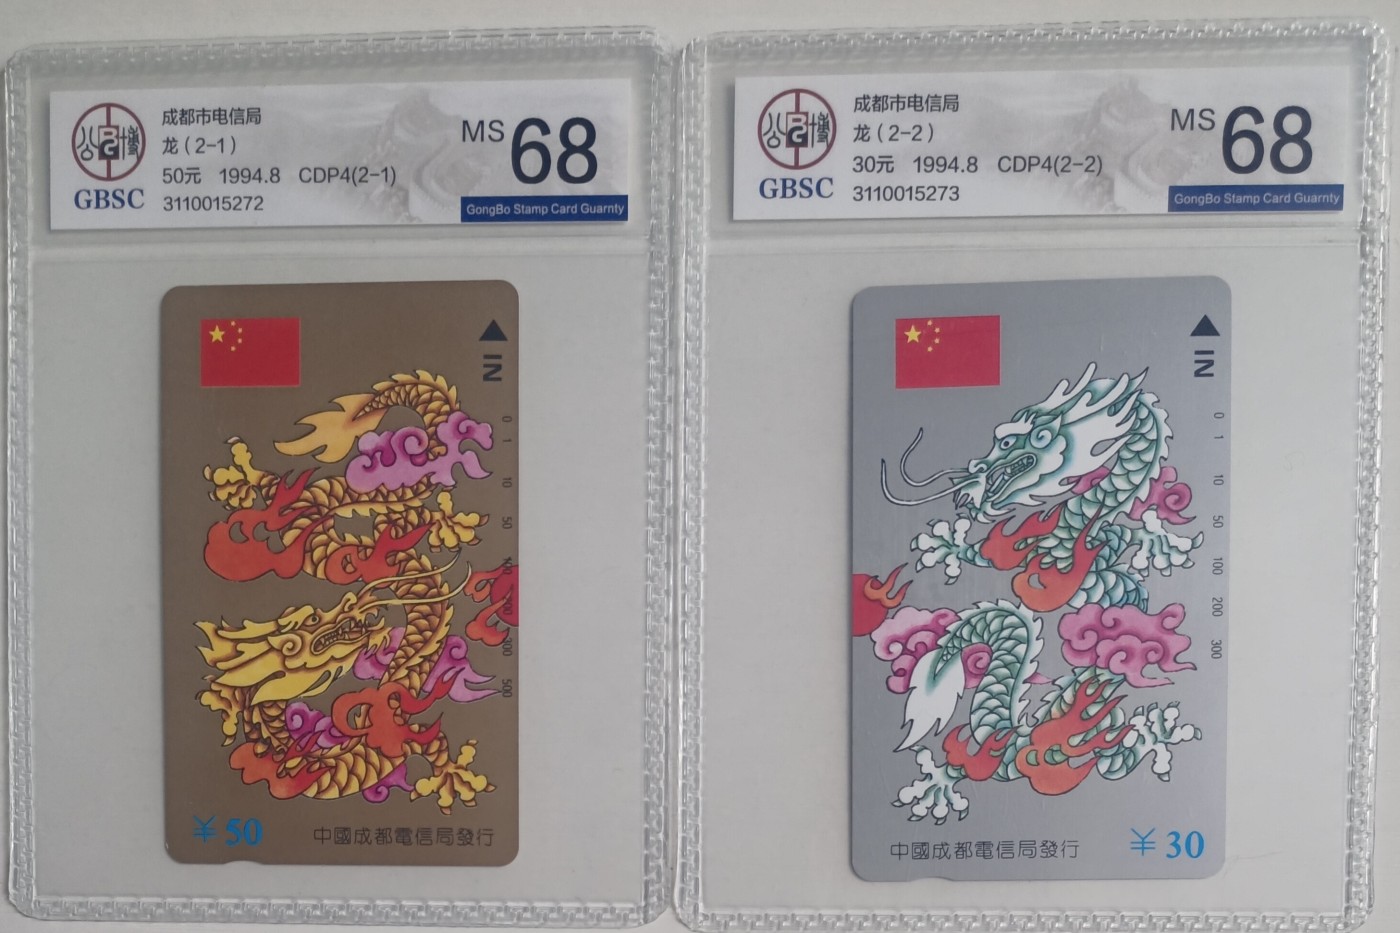 成都市电信局
龙（2-1）
50元 1994.8 CDP4(2-1)
3110015272
GBSC
MS 68
GongBo Stamp Card Guarnty
IN
0
1
10
50
100
200
300
500
¥ 50
中國成都電信局發行
成都市电信局
龙（2-2）
30元 1994.8 CDP4(2-2)
3110015273
GBSC
MS 68
GongBo Stamp Card Guarnty
IN
0
1
10
50
100
200
300
中國成都電信局發行
¥ 30